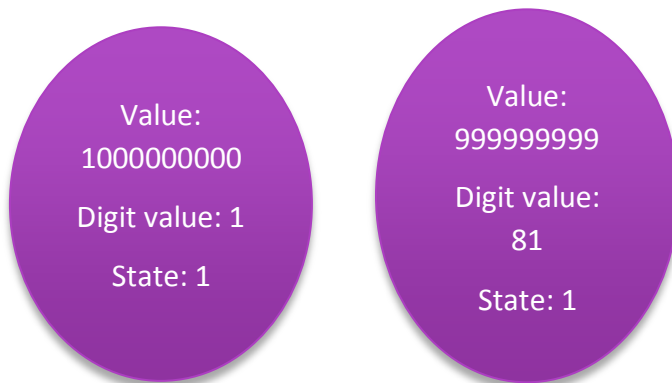 Value:
1000000000
Digit value: 1
State: 1
Value:
999999999
Digit value:
81
State: 1